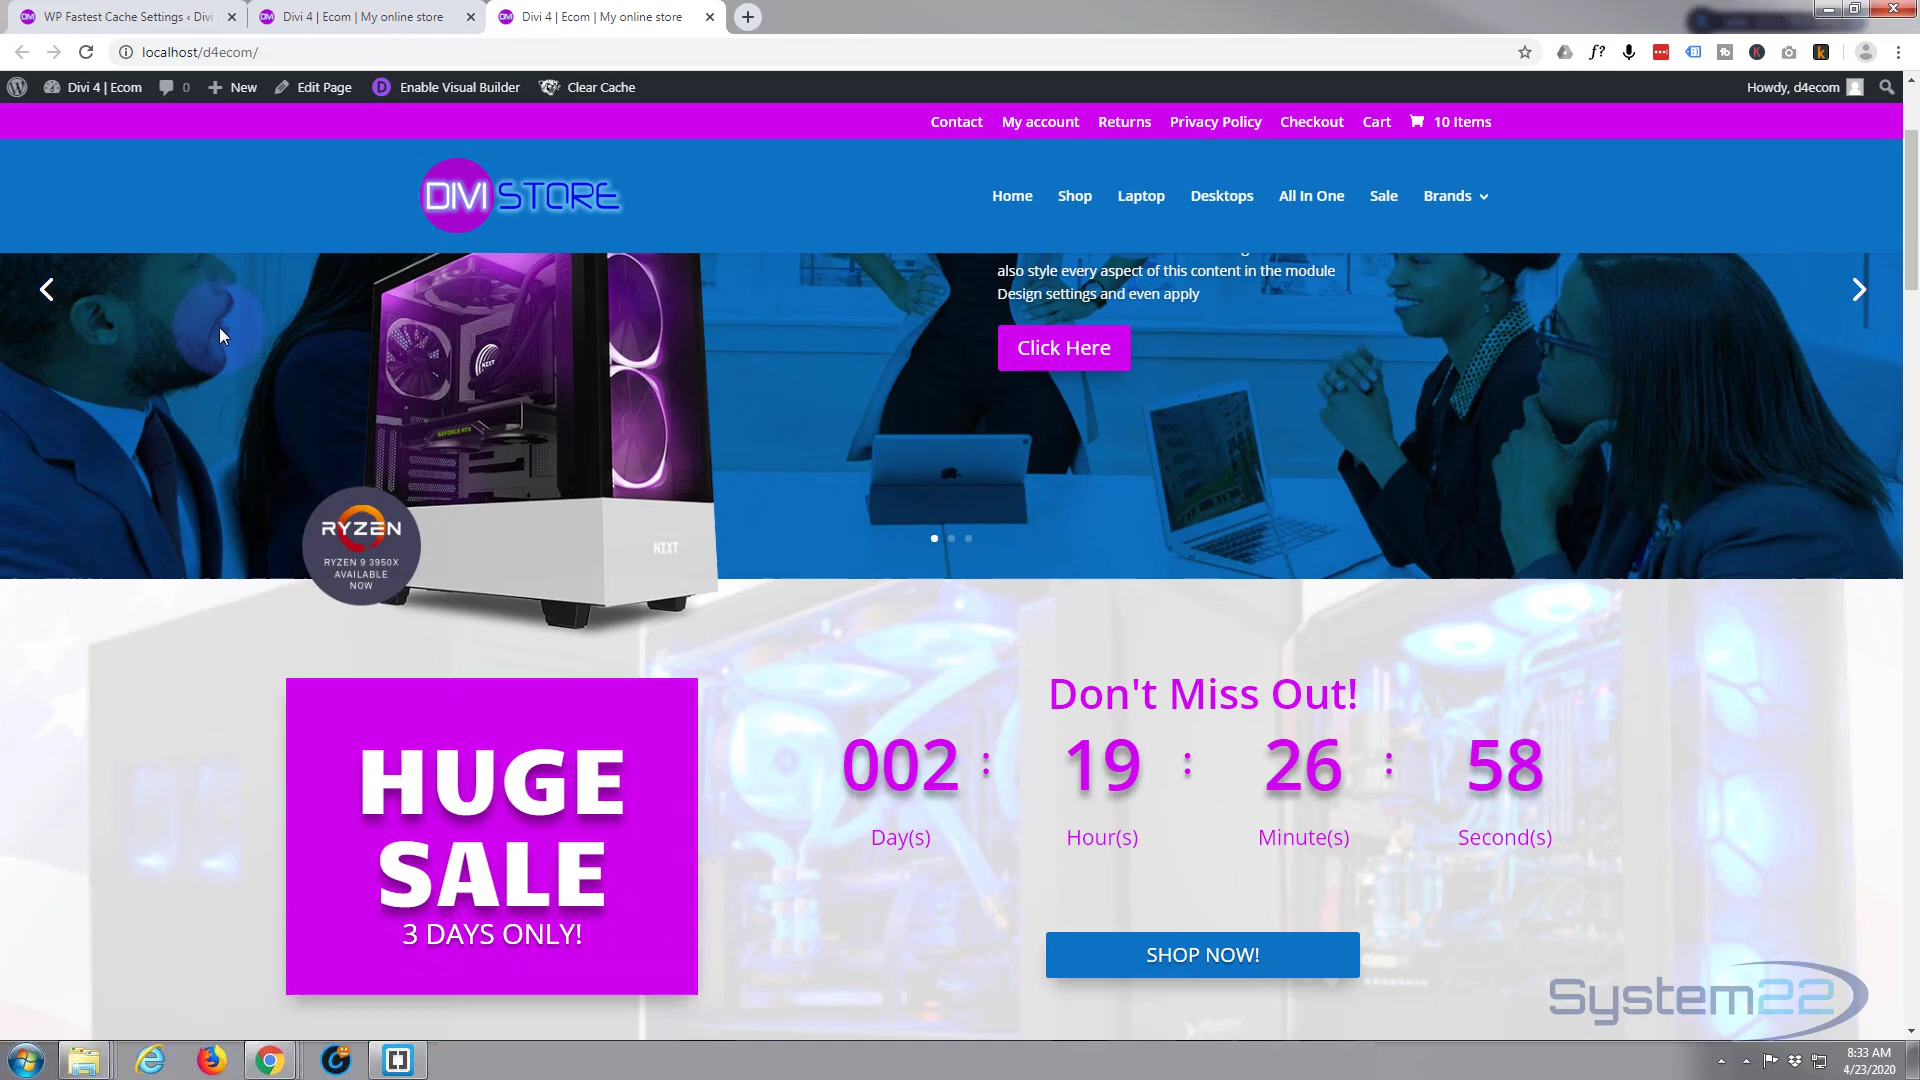 WP Fastest Cache Settings ‹ Divi
Divi 4 | Ecom | My online store
Divi 4 | Ecom | My online store
localhost/d4ecom/
f?
Divi 4 | Ecom
0
New
Edit Page
D
Enable Visual Builder
Clear Cache
Howdy, d4ecom
Contact
My account
Returns
Privacy Policy
Checkout
Cart
10 Items
DIVI STORE
Home
Shop
Laptop
Desktops
All In One
Sale
Brands
also style every aspect of this content in the module
Design settings and even apply
Click Here
NZXT
GEFORCE RTX
RYZEN
RYZEN 9 3950X
AVAILABLE
NOW
NZXT
HUGE
SALE
3 DAYS ONLY!
Don't Miss Out!
002 : 19 : 26 : 58
Day(s) Hour(s) Minute(s) Second(s)
SHOP NOW!
System22
8:33 AM
4/23/2020